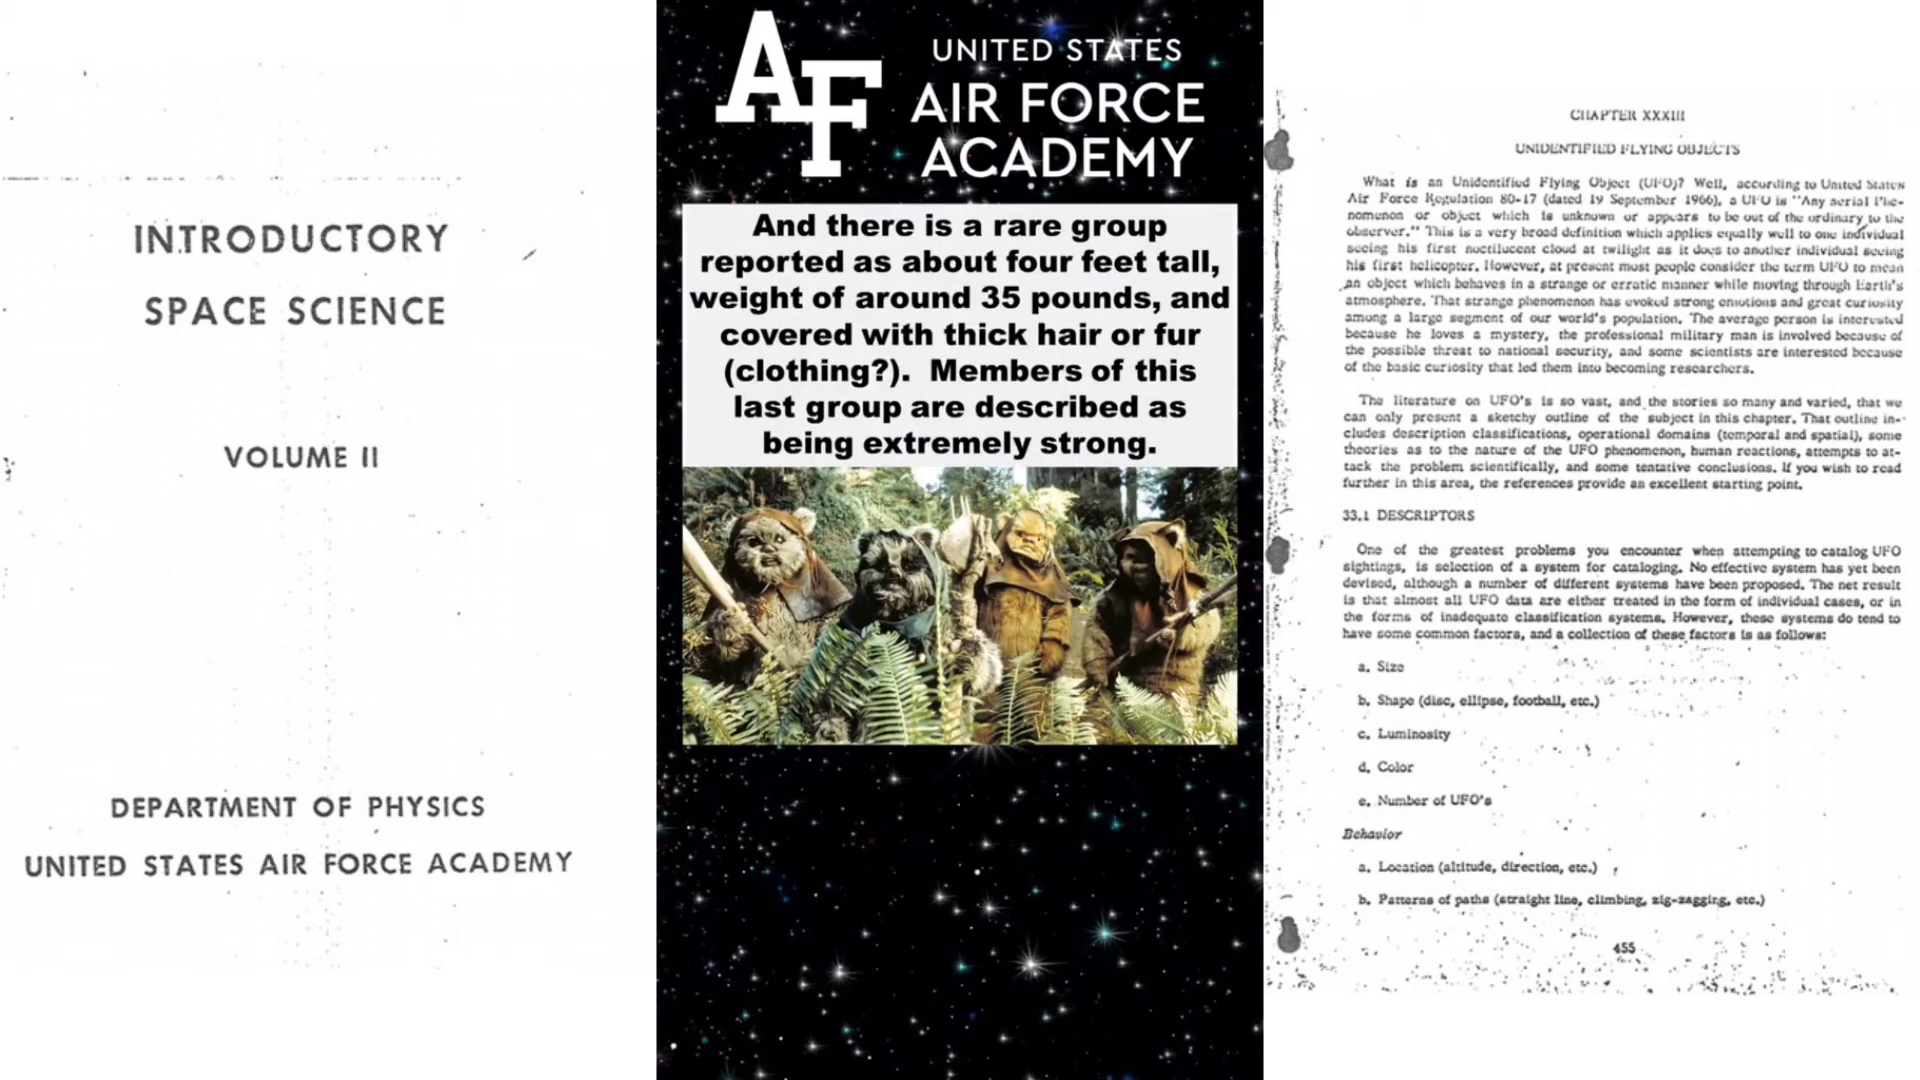 INTRODUCTORY
SPACE SCIENCE
VOLUME II
DEPARTMENT OF PHYSICS
UNITED STATES AIR FORCE ACADEMY
AF
UNITED STATES
AIR FORCE
ACADEMY
And there is a rare group
reported as about four feet tall,
weight of around 35 pounds, and
covered with thick hair or fur
(clothing?). Members of this
last group are described as
being extremely strong.
CHAPTER XXXIII
UNIDENTIFIED FLYING OBJECTS
What is an Unidentified Flying Object (UFO)? Well, according to United States
Air Force Regulation 80-17 (dated 19 September 1966), a UFO is "Any aerial Phe-
nomenon or object which is unknown or appears to be out of the ordinary to the
observer." This is a very broad definition which applies equally well to one individual
seeing his first noctilucent cloud at twilight as it does to another individual seeing
his first helicopter. However, at present most people consider the term UFO to mean
an object which behaves in a strange or erratic manner while moving through Earth's
atmosphere. That strange phenomenon has evoked strong emotions and great curiosity
among a large segment of our world's population. The average person is interested
because he loves a mystery, the professional military man is involved because of
the possible threat to national security, and some scientists are interested because
of the basic curiosity that led them into becoming researchers.
The literature on UFO's is so vast, and the stories so many and varied, that we
can only present a sketchy outline of the subject in this chapter. That outline in-
cludes description classifications, operational domains (temporal and spatial), some
theories as to the nature of the UFO phenomenon, human reactions, attempts to at-
tack the problem scientifically, and some tentative conclusions. If you wish to read
further in this area, the references provide an excellent starting point.
33.1 DESCRIPTORS
One of the greatest problems you encounter when attempting to catalog UFO
sightings, is selection of a system for cataloging. No effective system has yet been
devised, although a number of different systems have been proposed. The net result
is that almost all UFO data are either treated in the form of individual cases, or in
the forms of inadequate classification systems. However, these systems do tend to
have some common factors, and a collection of these factors is as follows:
a. Size
b. Shape (disc, ellipse, football, etc.)
c. Luminosity
d. Color
e. Number of UFO's
Behavior
a. Location (altitude, direction, etc.)
b. Patterns of paths (straight line, climbing, zig-zagging, etc.)
455